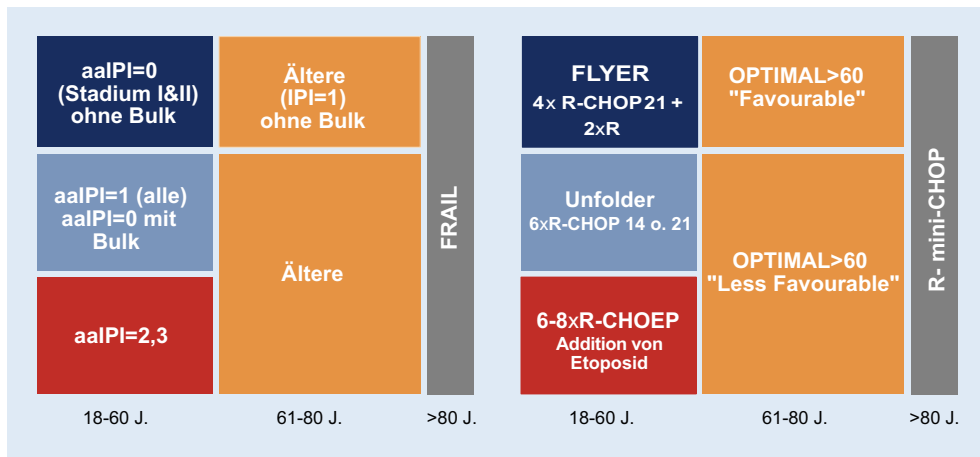 aaIPI=0
(Stadium I&II)
ohne Bulk
Ältere
(IPI=1)
ohne Bulk
aaIPI=1 (alle)
aaIPI=0 mit
Bulk
Ältere
aaIPI=2,3
FRAIL
18-60 J.
61-80 J.
>80 J.
FLYER
4x R-CHOP21 +
2xR
OPTIMAL>60
"Favourable"
Unfolder
6xR-CHOP 14 o. 21
OPTIMAL>60
"Less Favourable"
6-8xR-CHOEP
Addition von
Etoposid
R- mini-CHOP
18-60 J.
61-80 J.
>80 J.